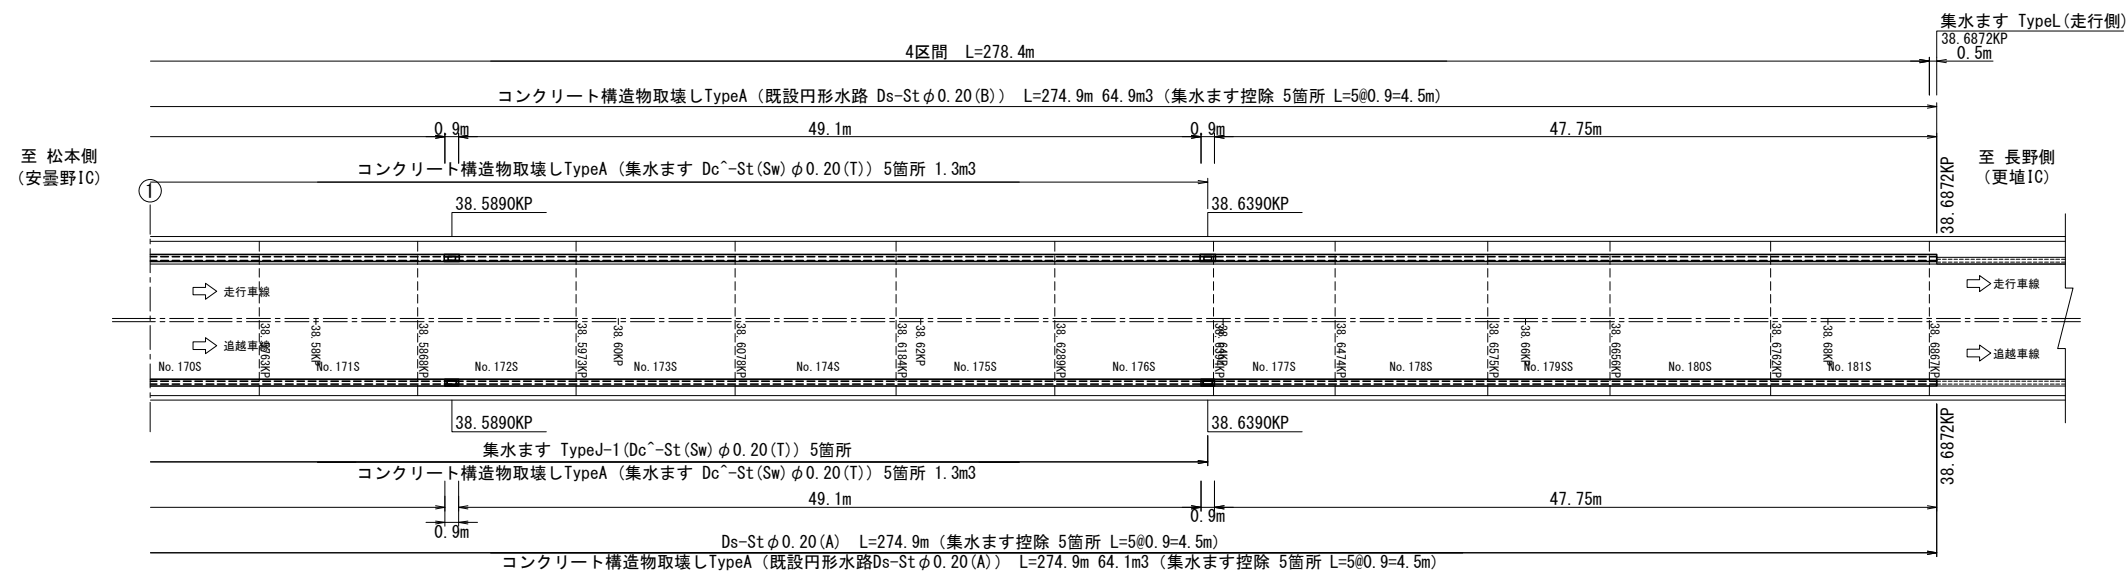 集水ます TypeL(走行側)
38.6872KP
4区間 L=278.4m
0.5m
コンクリート構造物取壊しTypeA (既設円形水路 Ds-Stφ0.20(B)) L=274.9m 64.9m3 (集水ます控除 5箇所 L=5@0.9=4.5m)
0.9m
49.1m
0.9m
47.75m
至 松本側
(安曇野IC)
コンクリート構造物取壊しTypeA (集水ます Dc^-St(Sw)φ0.20(T)) 5箇所 1.3m3
至 長野側
(更埴IC)
①
38.5890KP
38.6390KP
38.6872KP
走行車線
走行車線
追越車線
追越車線
38.58KP
38.5868KP
38.5973KP
38.60KP
38.6078KP
38.6184KP
38.62KP
38.6289KP
38.6474KP
38.6575KP
38.66KP
38.6656KP
38.6762KP
38.68KP
38.6867KP
No.170S
No.171S
No.172S
No.173S
No.174S
No.175S
No.176S
No.177S
No.178S
No.179SS
No.180S
No.181S
38.5890KP
38.6390KP
38.6872KP
集水ます TypeJ-1(Dc^-St(Sw)φ0.20(T)) 5箇所
コンクリート構造物取壊しTypeA (集水ます Dc^-St(Sw)φ0.20(T)) 5箇所 1.3m3
49.1m
47.75m
0.9m
0.9m
Ds-Stφ0.20(A) L=274.9m (集水ます控除 5箇所 L=5@0.9=4.5m)
コンクリート構造物取壊しTypeA (既設円形水路Ds-Stφ0.20(A)) L=274.9m 64.1m3 (集水ます控除 5箇所 L=5@0.9=4.5m)